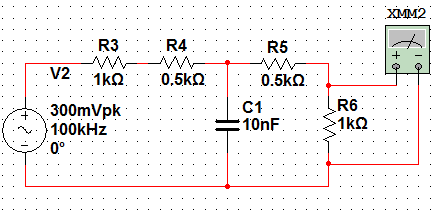 XMM2
R3
R4
R5
V2
1kΩ
0.5kΩ
0.5kΩ
300mVpk
100kHz
0°
C1
10nF
R6
1kΩ